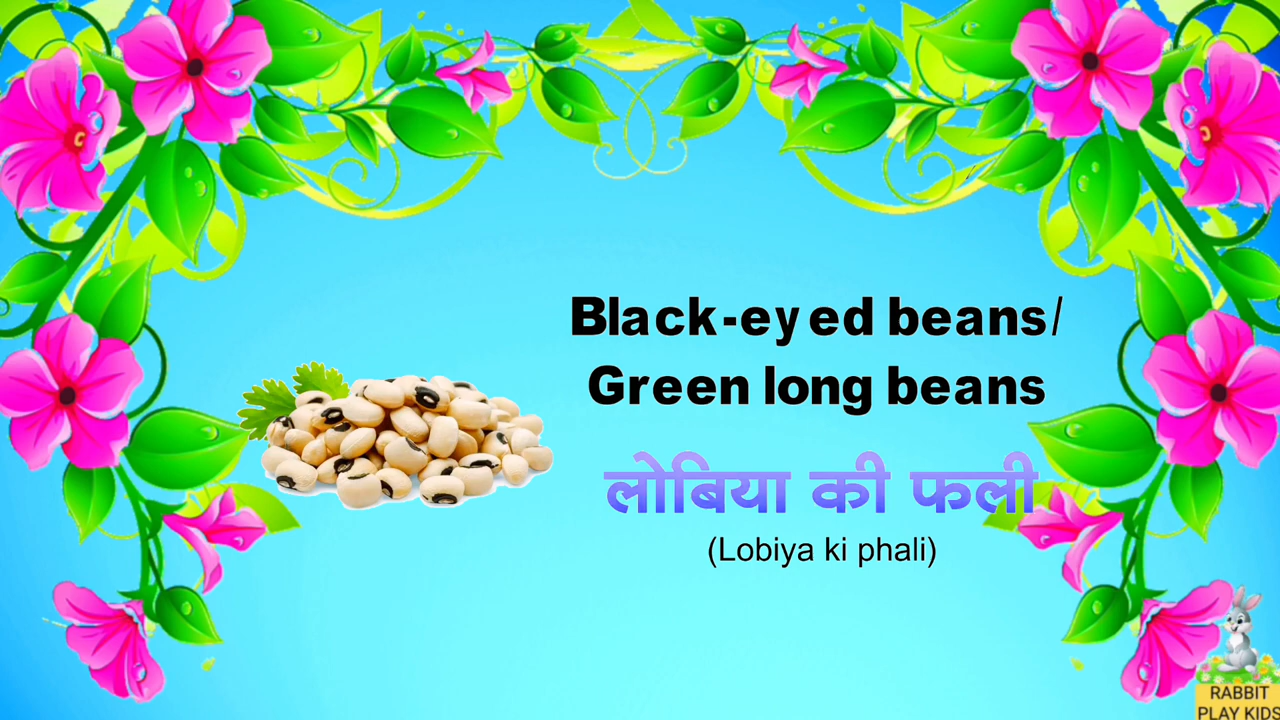 Black-eyed beans/
Green long beans
लोबिया की फली
(Lobiya ki phali)
RABBIT
PLAY KIDS